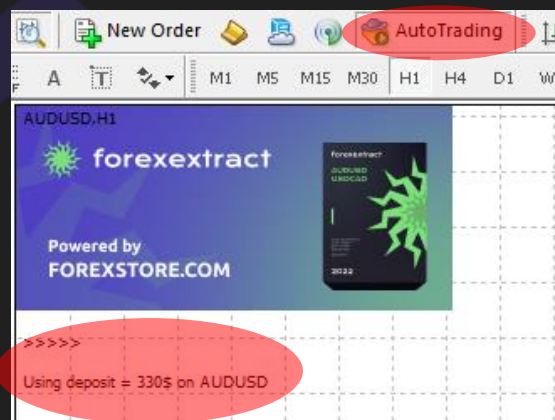 New Order
AutoTrading
F A T M1 M5 M15 M30 H1 H4 D1
AUDUSD,H1
forexextract
forexextract
AUDUSD
USDCAD
Powered by
FOREXSTORE.COM
2022
>>>>>
Using deposit = 330$ on AUDUSD